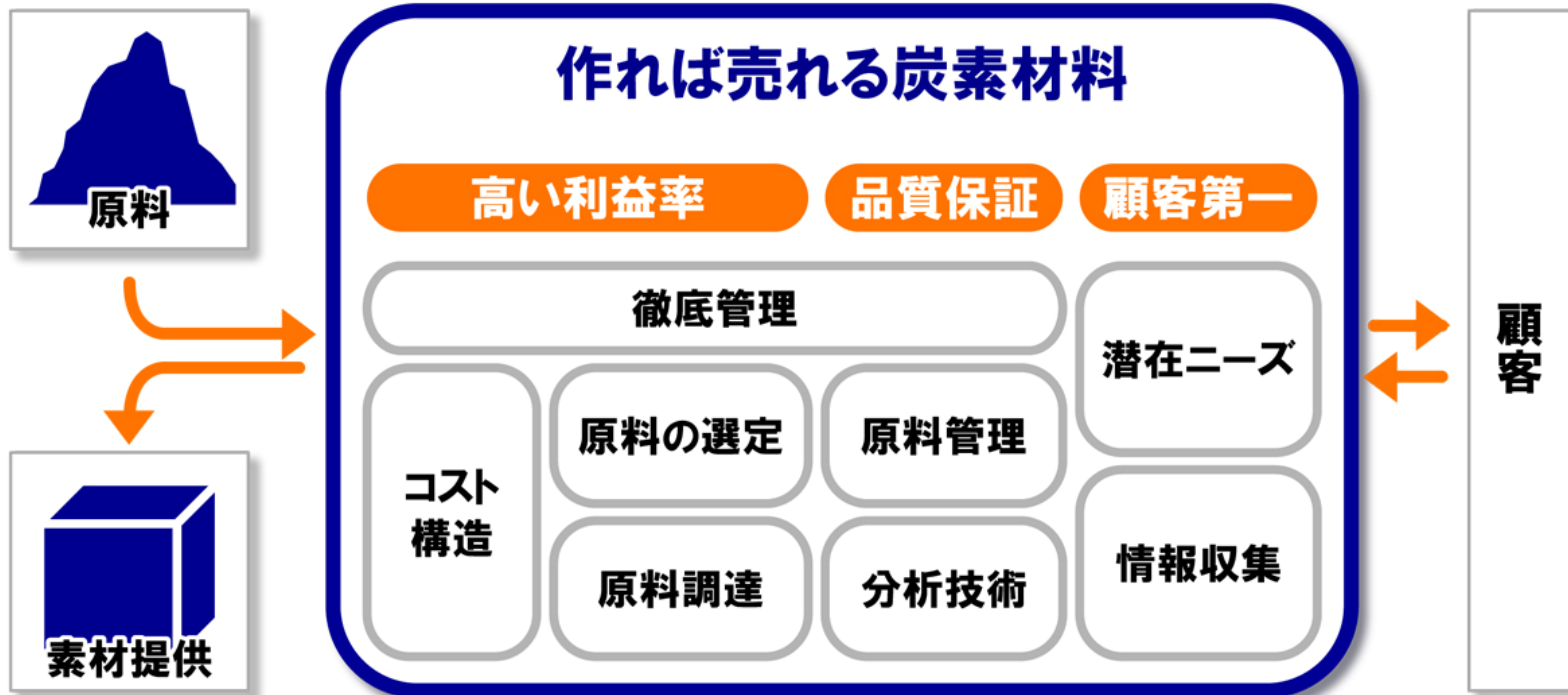 作れば売れる炭素材料
原料
高い利益率
品質保証
顧客第一
徹底管理
潜在ニーズ
顧客
原料の選定
原料管理
コスト
構造
原料調達
分析技術
情報収集
素材提供